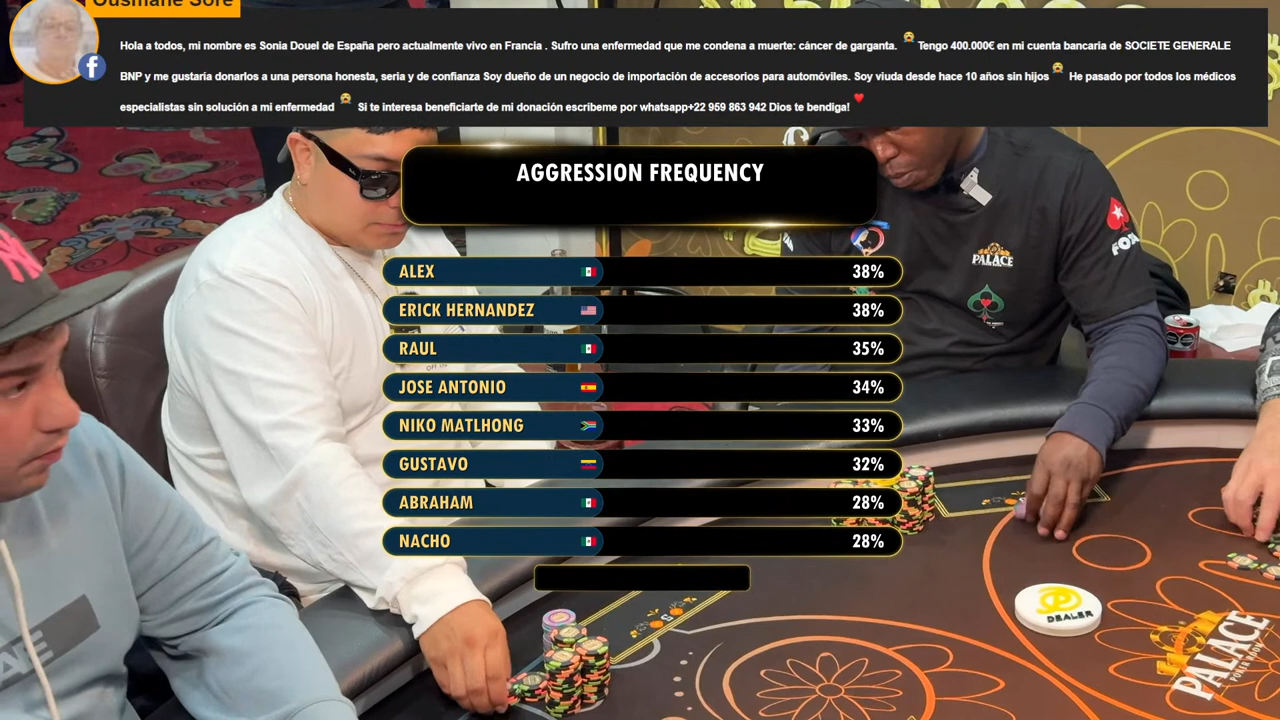 Ousmane Sore
Hola a todos, mi nombre es Sonia Douel de España pero actualmente vivo en Francia . Sufro una enfermedad que me condena a muerte: cáncer de garganta. 😭 Tengo 400.000€ en mi cuenta bancaria de SOCIETE GENERALE
BNP y me gustaría donarlos a una persona honesta, seria y de confianza Soy dueño de un negocio de importación de accesorios para automóviles. Soy viuda desde hace 10 años sin hijos 😭 He pasado por todos los médicos
especialistas sin solución a mi enfermedad 😭 Si te interesa beneficiarte de mi donación escríbeme por whatsapp+22 959 863 942 Dios te bendiga! ♥
AGGRESSION FREQUENCY
ALEX 38%
ERICK HERNANDEZ 38%
RAUL 35%
JOSE ANTONIO 34%
NIKO MATLHONG 33%
GUSTAVO 32%
ABRAHAM 28%
NACHO 28%
PALACE
DEALER
PALACE